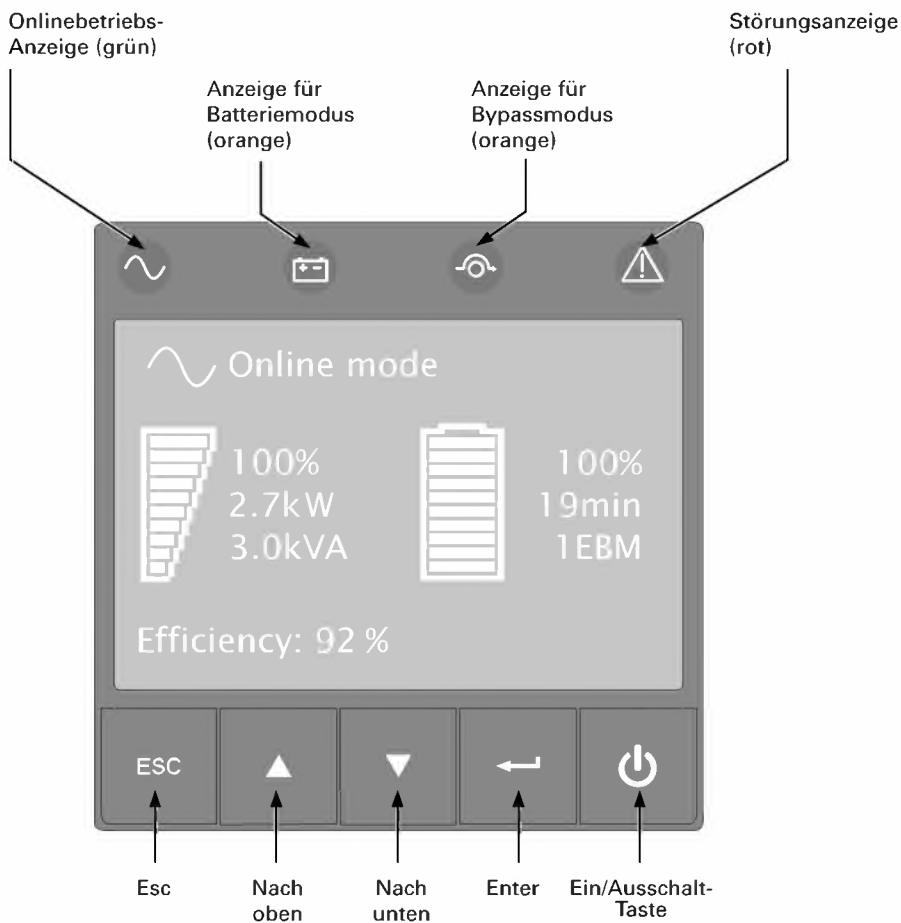 Onlinebetriebs-
Anzeige (grün)
Störungsanzeige
(rot)
Anzeige für
Batteriemodus
(orange)
Anzeige für
Bypassmodus
(orange)
Online mode
100%
2.7kW
3.0kVA
100%
19min
1EBM
Efficiency: 92 %
ESC
Esc
Nach
oben
Nach
unten
Enter
Ein/Ausschalt-
Taste